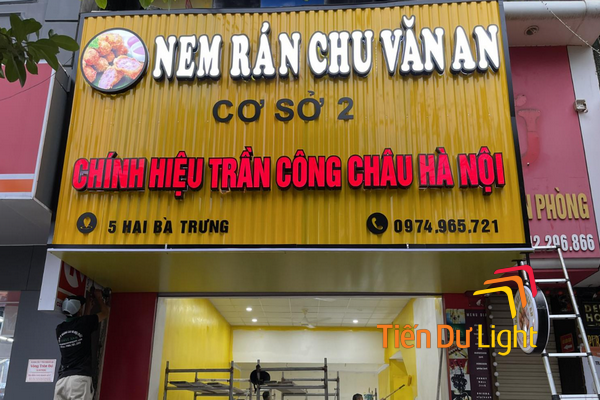 NEM RÁN CHU VĂN AN
CƠ SỞ 2
CHÍNH HIỆU TRẦN CÔNG CHÂU HÀ NỘI
5 HAI BÀ TRƯNG
0974.965.721
N PHÒNG
2.296.866
Tiến Dư Light